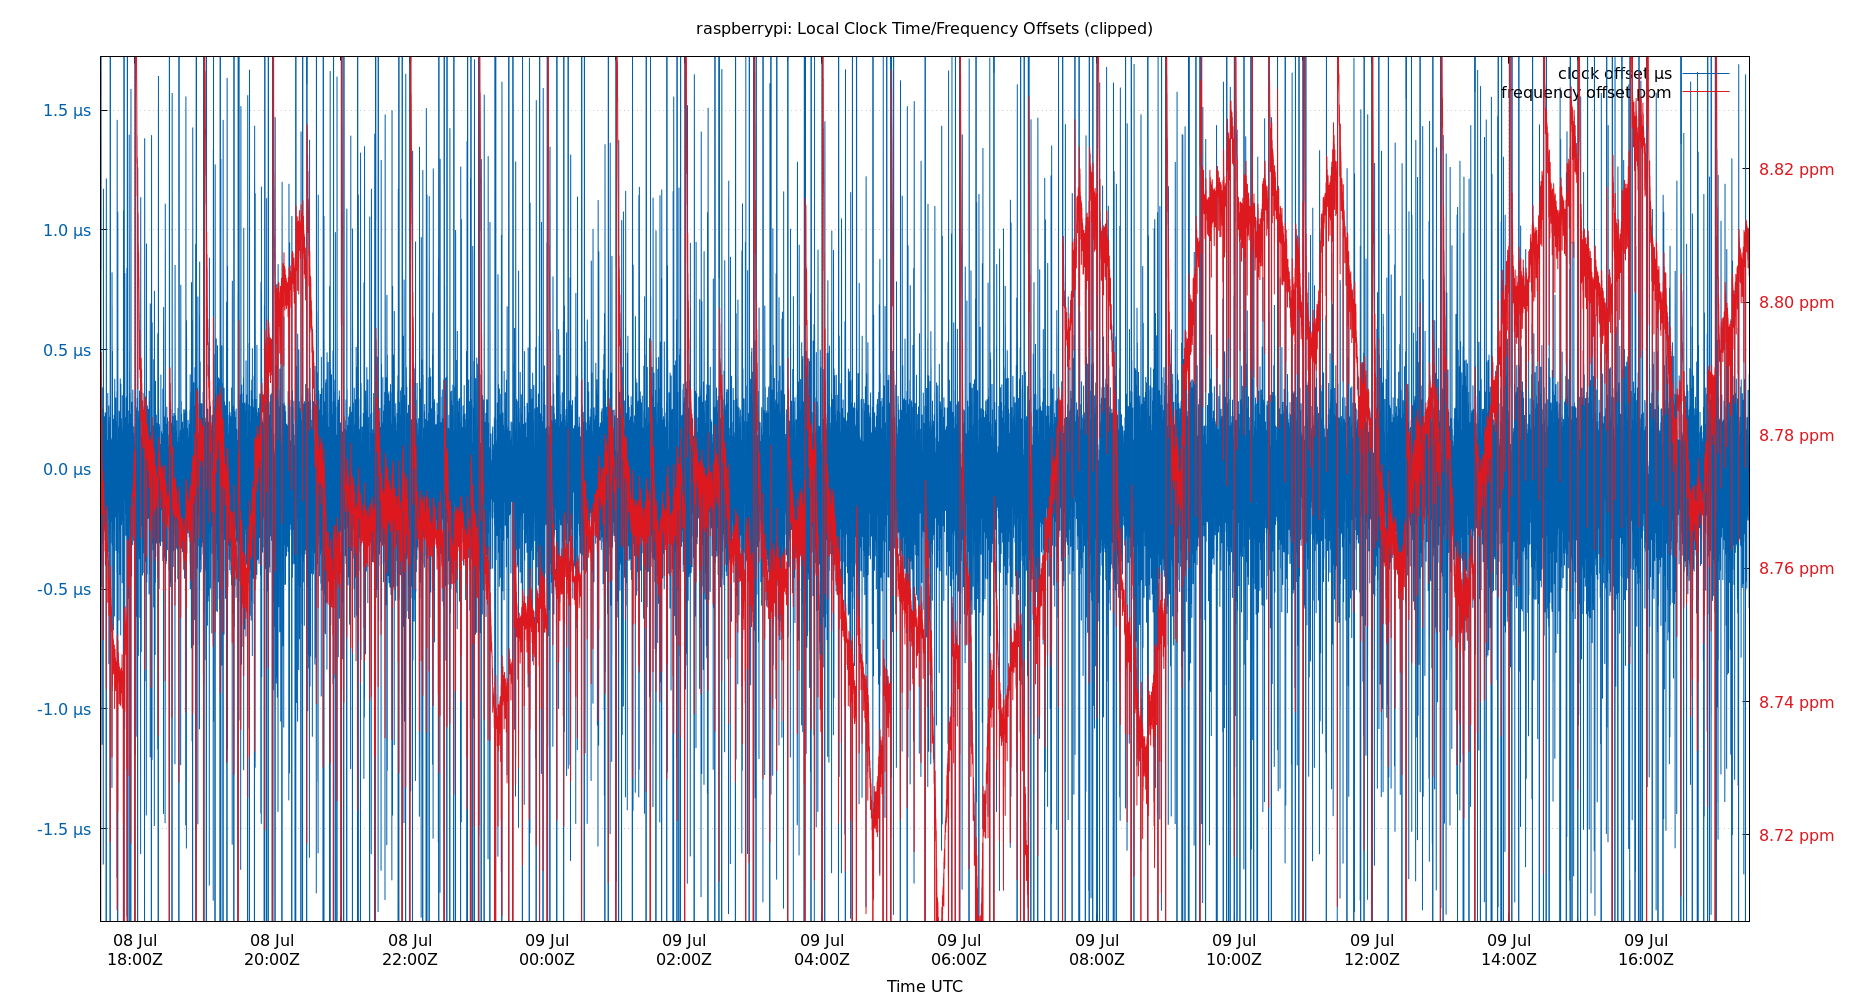 raspberrypi: Local Clock Time/Frequency Offsets (clipped)
clock offset µs
frequency offset ppm
1.5 µs
1.0 µs
0.5 µs
0.0 µs
-0.5 µs
-1.0 µs
-1.5 µs
8.82 ppm
8.80 ppm
8.78 ppm
8.76 ppm
8.74 ppm
8.72 ppm
08 Jul
18:00Z
08 Jul
20:00Z
08 Jul
22:00Z
09 Jul
00:00Z
09 Jul
02:00Z
09 Jul
04:00Z
09 Jul
06:00Z
09 Jul
08:00Z
09 Jul
10:00Z
09 Jul
12:00Z
09 Jul
14:00Z
09 Jul
16:00Z
Time UTC